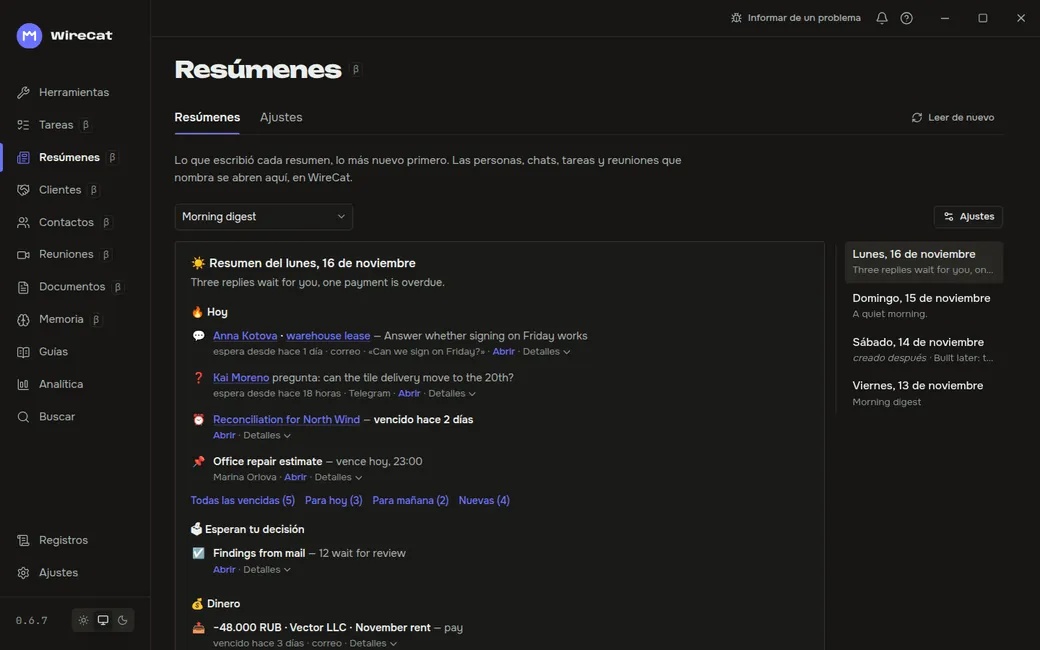 WireCat
Informar de un problema
Herramientas
Tareas β
Resúmenes β
Clientes β
Contactos β
Reuniones β
Documentos β
Memoria β
Guías
Analítica
Buscar
Registros
Ajustes
0.6.7
Resúmenes β
Resúmenes Ajustes
Leer de nuevo
Lo que escribió cada resumen, lo más nuevo primero. Las personas, chats, tareas y reuniones que
nombra se abren aquí, en WireCat.
Morning digest
Ajustes
☀️ Resumen del lunes, 16 de noviembre
Three replies wait for you, one payment is overdue.
🔥 Hoy
💬 Anna Kotova · warehouse lease — Answer whether signing on Friday works
espera desde hace 1 día · correo · «Can we sign on Friday?» · Abrir · Detalles
❓ Kai Moreno pregunta: can the tile delivery move to the 20th?
espera desde hace 18 horas · Telegram · Abrir · Detalles
⏰ Reconciliation for North Wind — vencido hace 2 días
Abrir · Detalles
📌 Office repair estimate — vence hoy, 23:00
Marina Orlova · Abrir · Detalles
Todas las vencidas (5) Para hoy (3) Para mañana (2) Nuevas (4)
🗳️ Esperan tu decisión
☑️ Findings from mail — 12 wait for review
Abrir · Detalles
💰 Dinero
📤 −48.000 RUB · Vector LLC · November rent — pay
vencido hace 3 días · correo · Detalles
Lunes, 16 de noviembre
Three replies wait for you, on...
Domingo, 15 de noviembre
A quiet morning.
Sábado, 14 de noviembre
creado después · Built later: t...
Viernes, 13 de noviembre
Morning digest